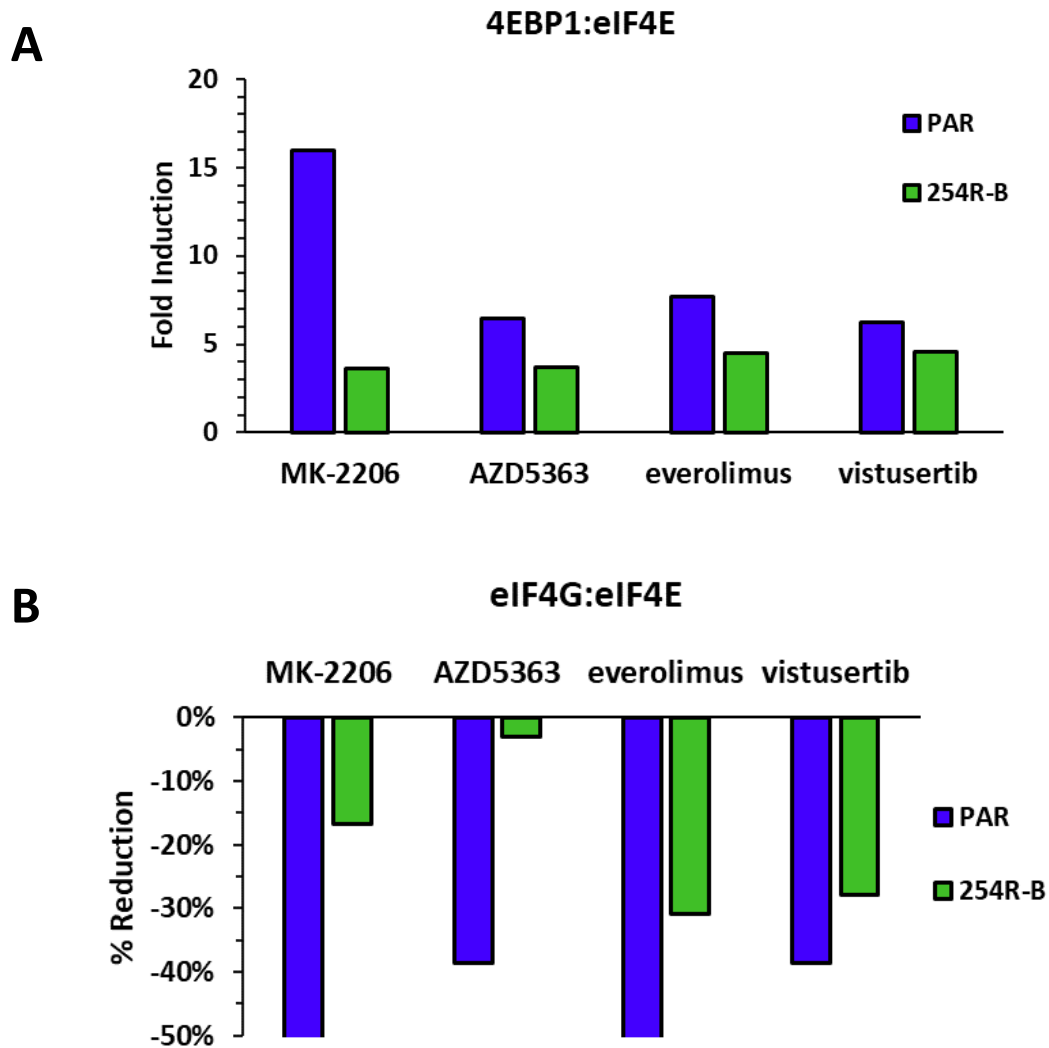 A
4EBP1:eIF4E
20
15
10
5
0
Fold Induction
PAR
254R-B
MK-2206 AZD5363 everolimus vistusertib
B
eIF4G:eIF4E
MK-2206 AZD5363 everolimus vistusertib
0%
-10%
-20%
-30%
-40%
-50%
% Reduction
PAR
254R-B